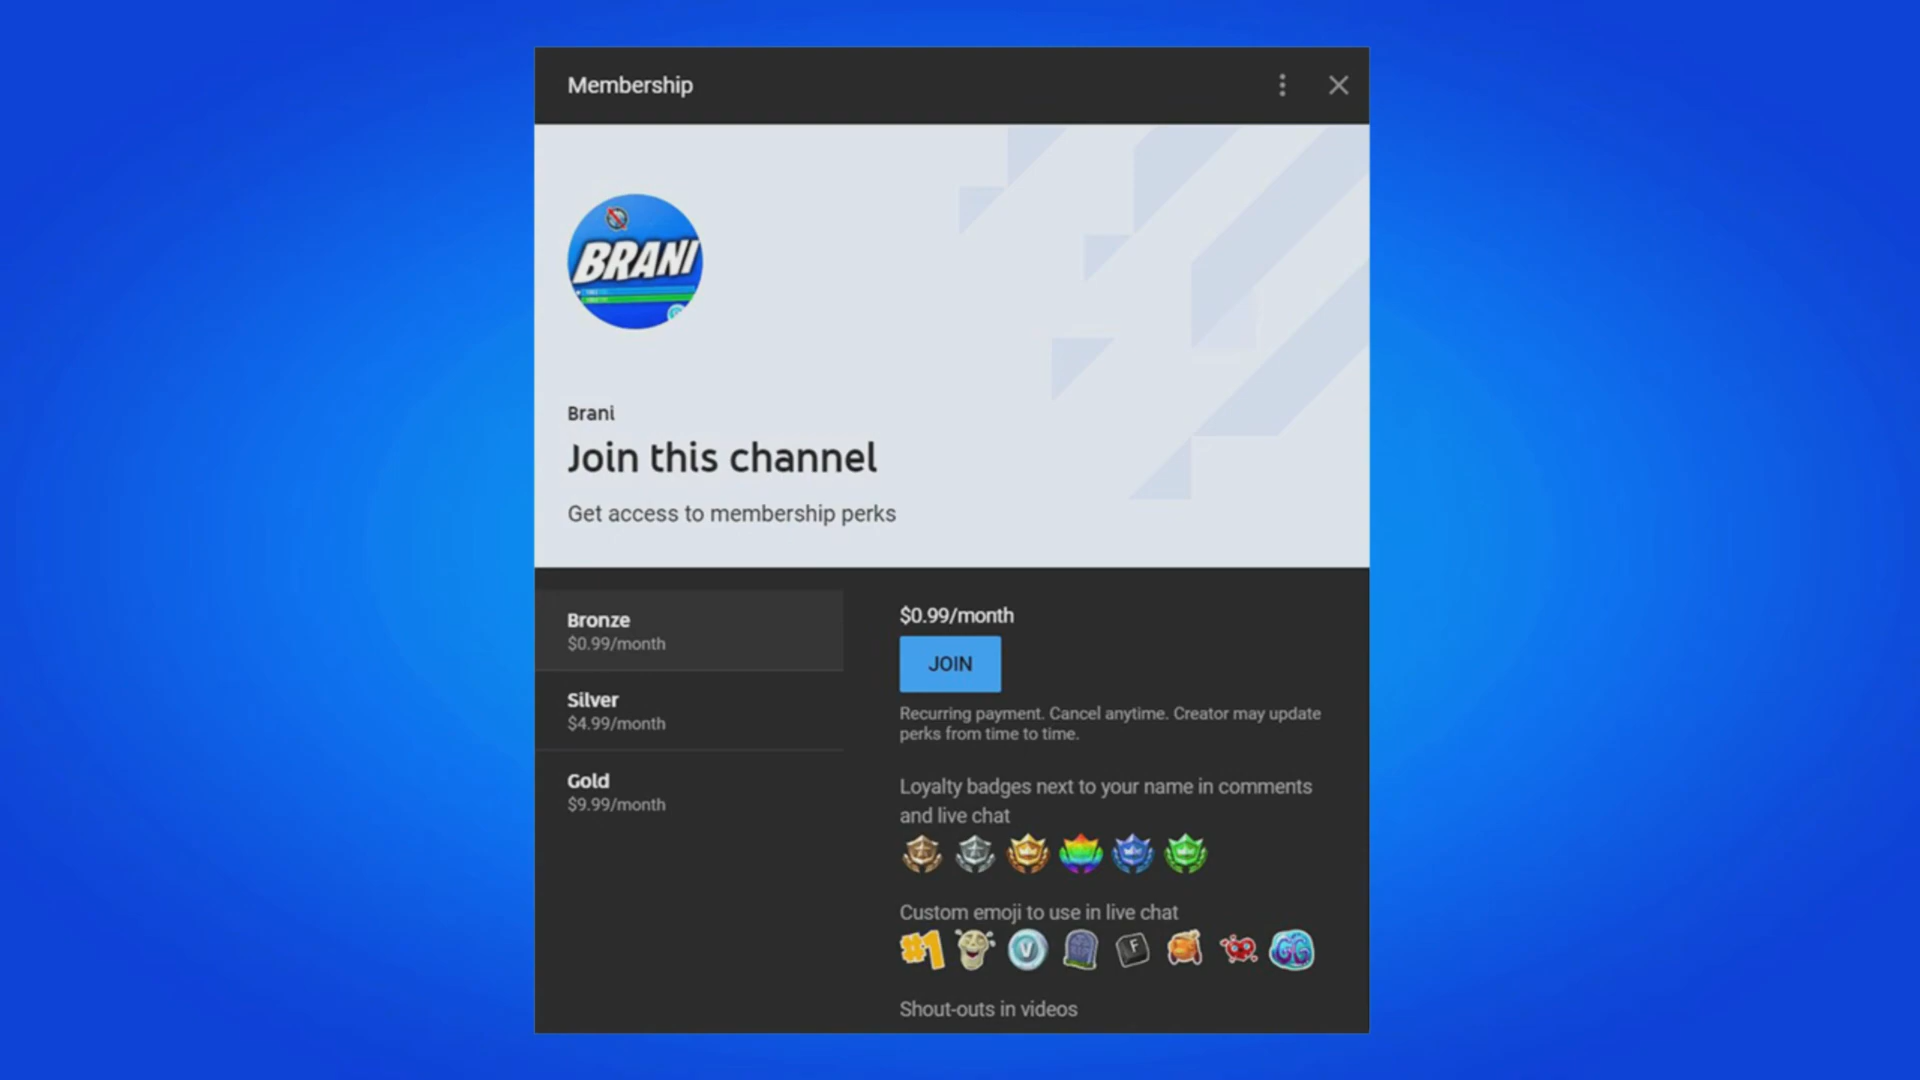 Membership
BRANI
Brani
Join this channel
Get access to membership perks
Bronze
$0.99/month
Silver
$4.99/month
Gold
$9.99/month
$0.99/month
JOIN
Recurring payment. Cancel anytime. Creator may update
perks from time to time.
Loyalty badges next to your name in comments
and live chat
Custom emoji to use in live chat
#1
V
RIP
F
GG
Shout-outs in videos